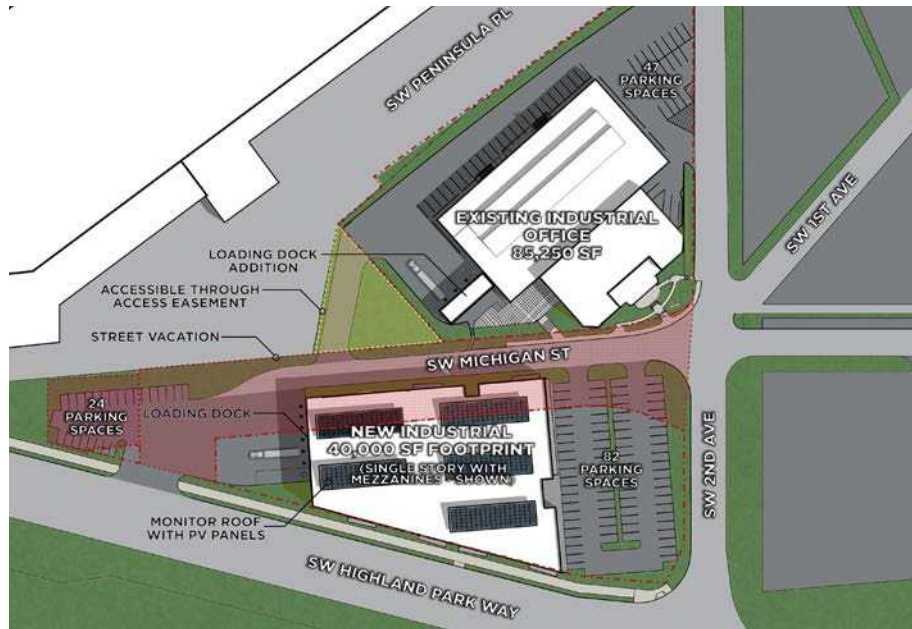 SW PENINSULA PL
47
PARKING
SPACES
SW 1ST AVE
EXISTING INDUSTRIAL
OFFICE
85,250 SF
LOADING DOCK
ADDITION
ACCESSIBLE THROUGH
ACCESS EASEMENT
STREET VACATION
SW MICHIGAN ST
24
PARKING
SPACES
LOADING DOCK
NEW INDUSTRIAL
40,000 SF FOOTPRINT
(SINGLE STORY WITH
MEZZANINES - SHOWN)
82
PARKING
SPACES
SW 2ND AVE
MONITOR ROOF
WITH PV PANELS
SW HIGHLAND PARK WAY